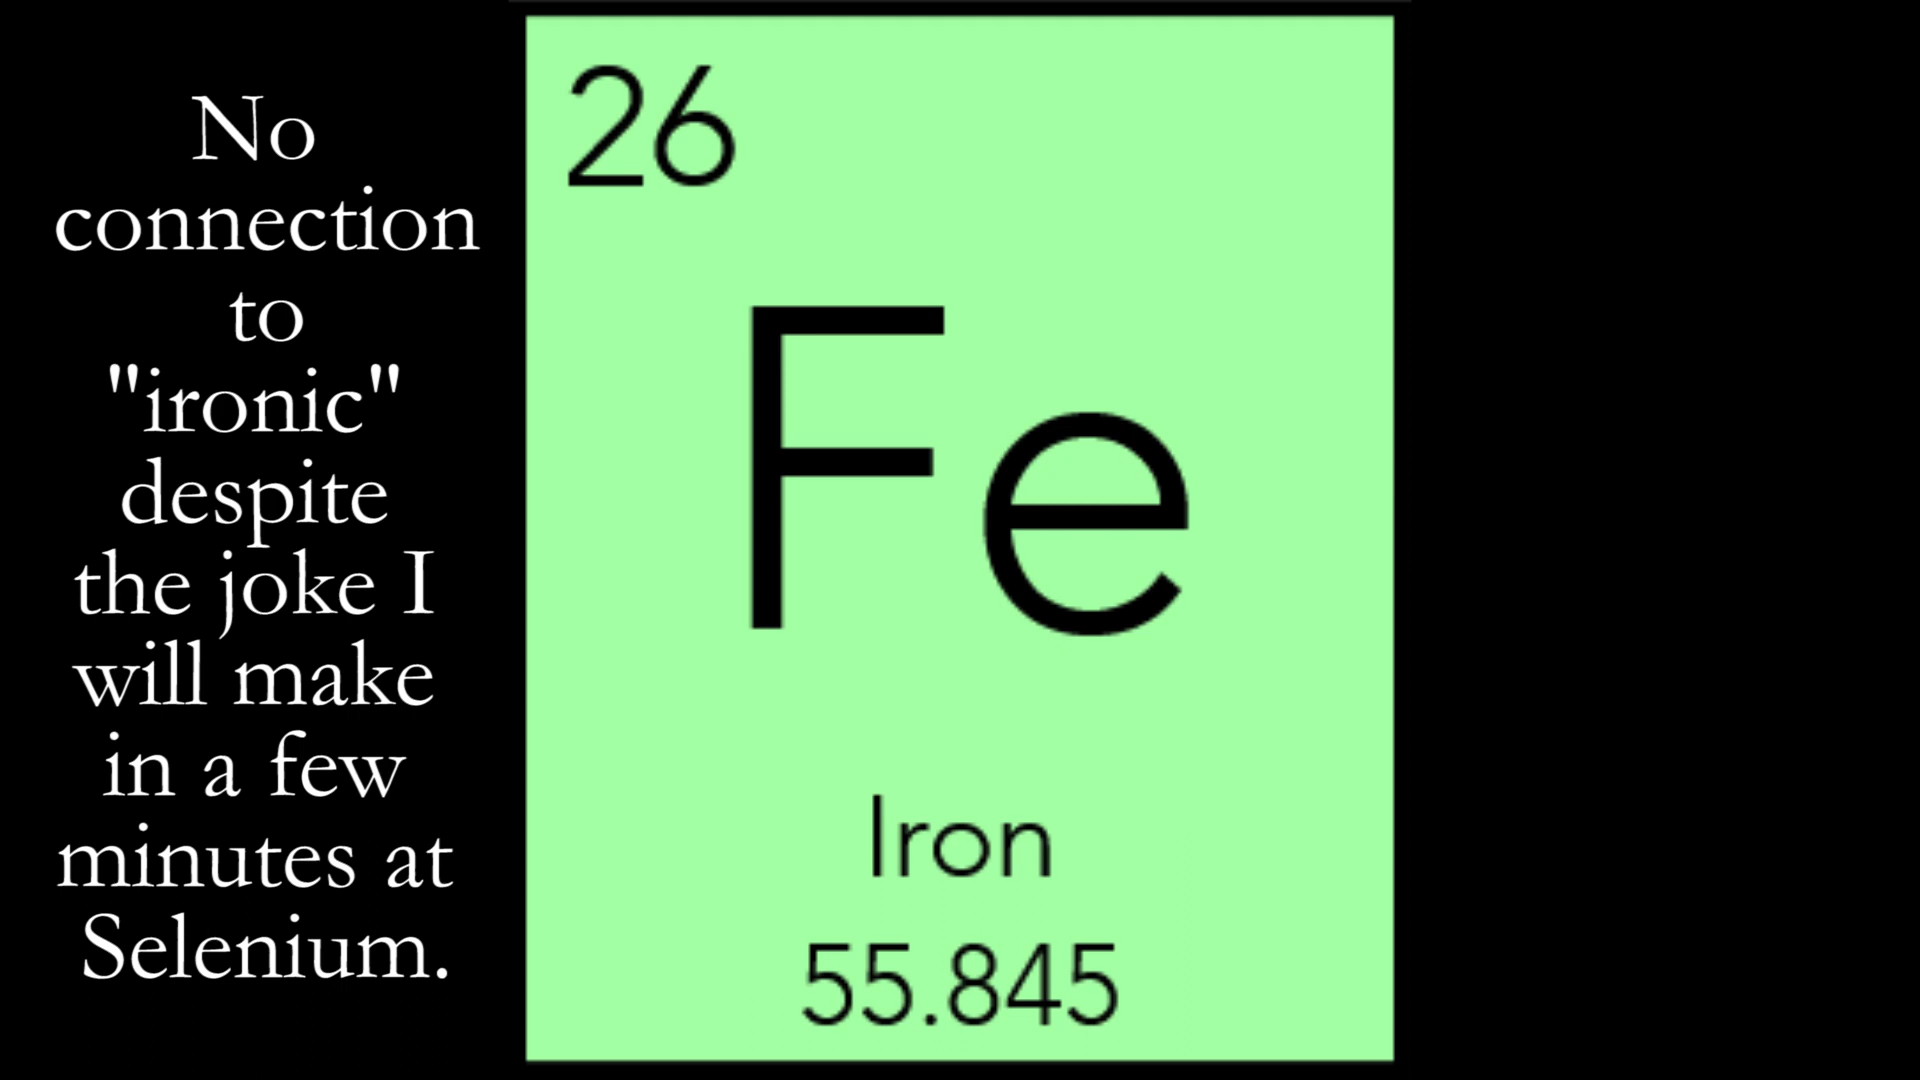 No
connection
to
"ironic"
despite
the joke I
will make
in a few
minutes at
Selenium.
26
Fe
Iron
55.845